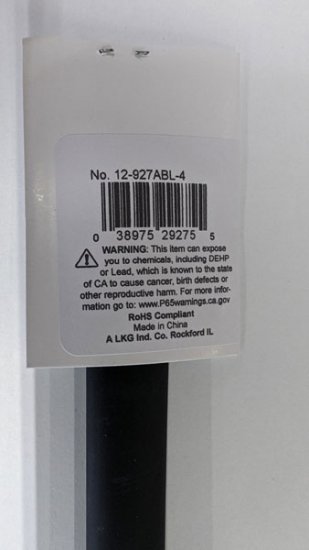 No. 12-927ABL-4
0 38975 29275 5
WARNING: This item can expose
you to chemicals, including DEHP
or Lead, which is known to the state
of CA to cause cancer, birth defects or
other reproductive harm. For more infor-
mation go to: www.P65warnings.ca.gov
RoHS Compliant
Made in China
A LKG Ind. Co. Rockford IL